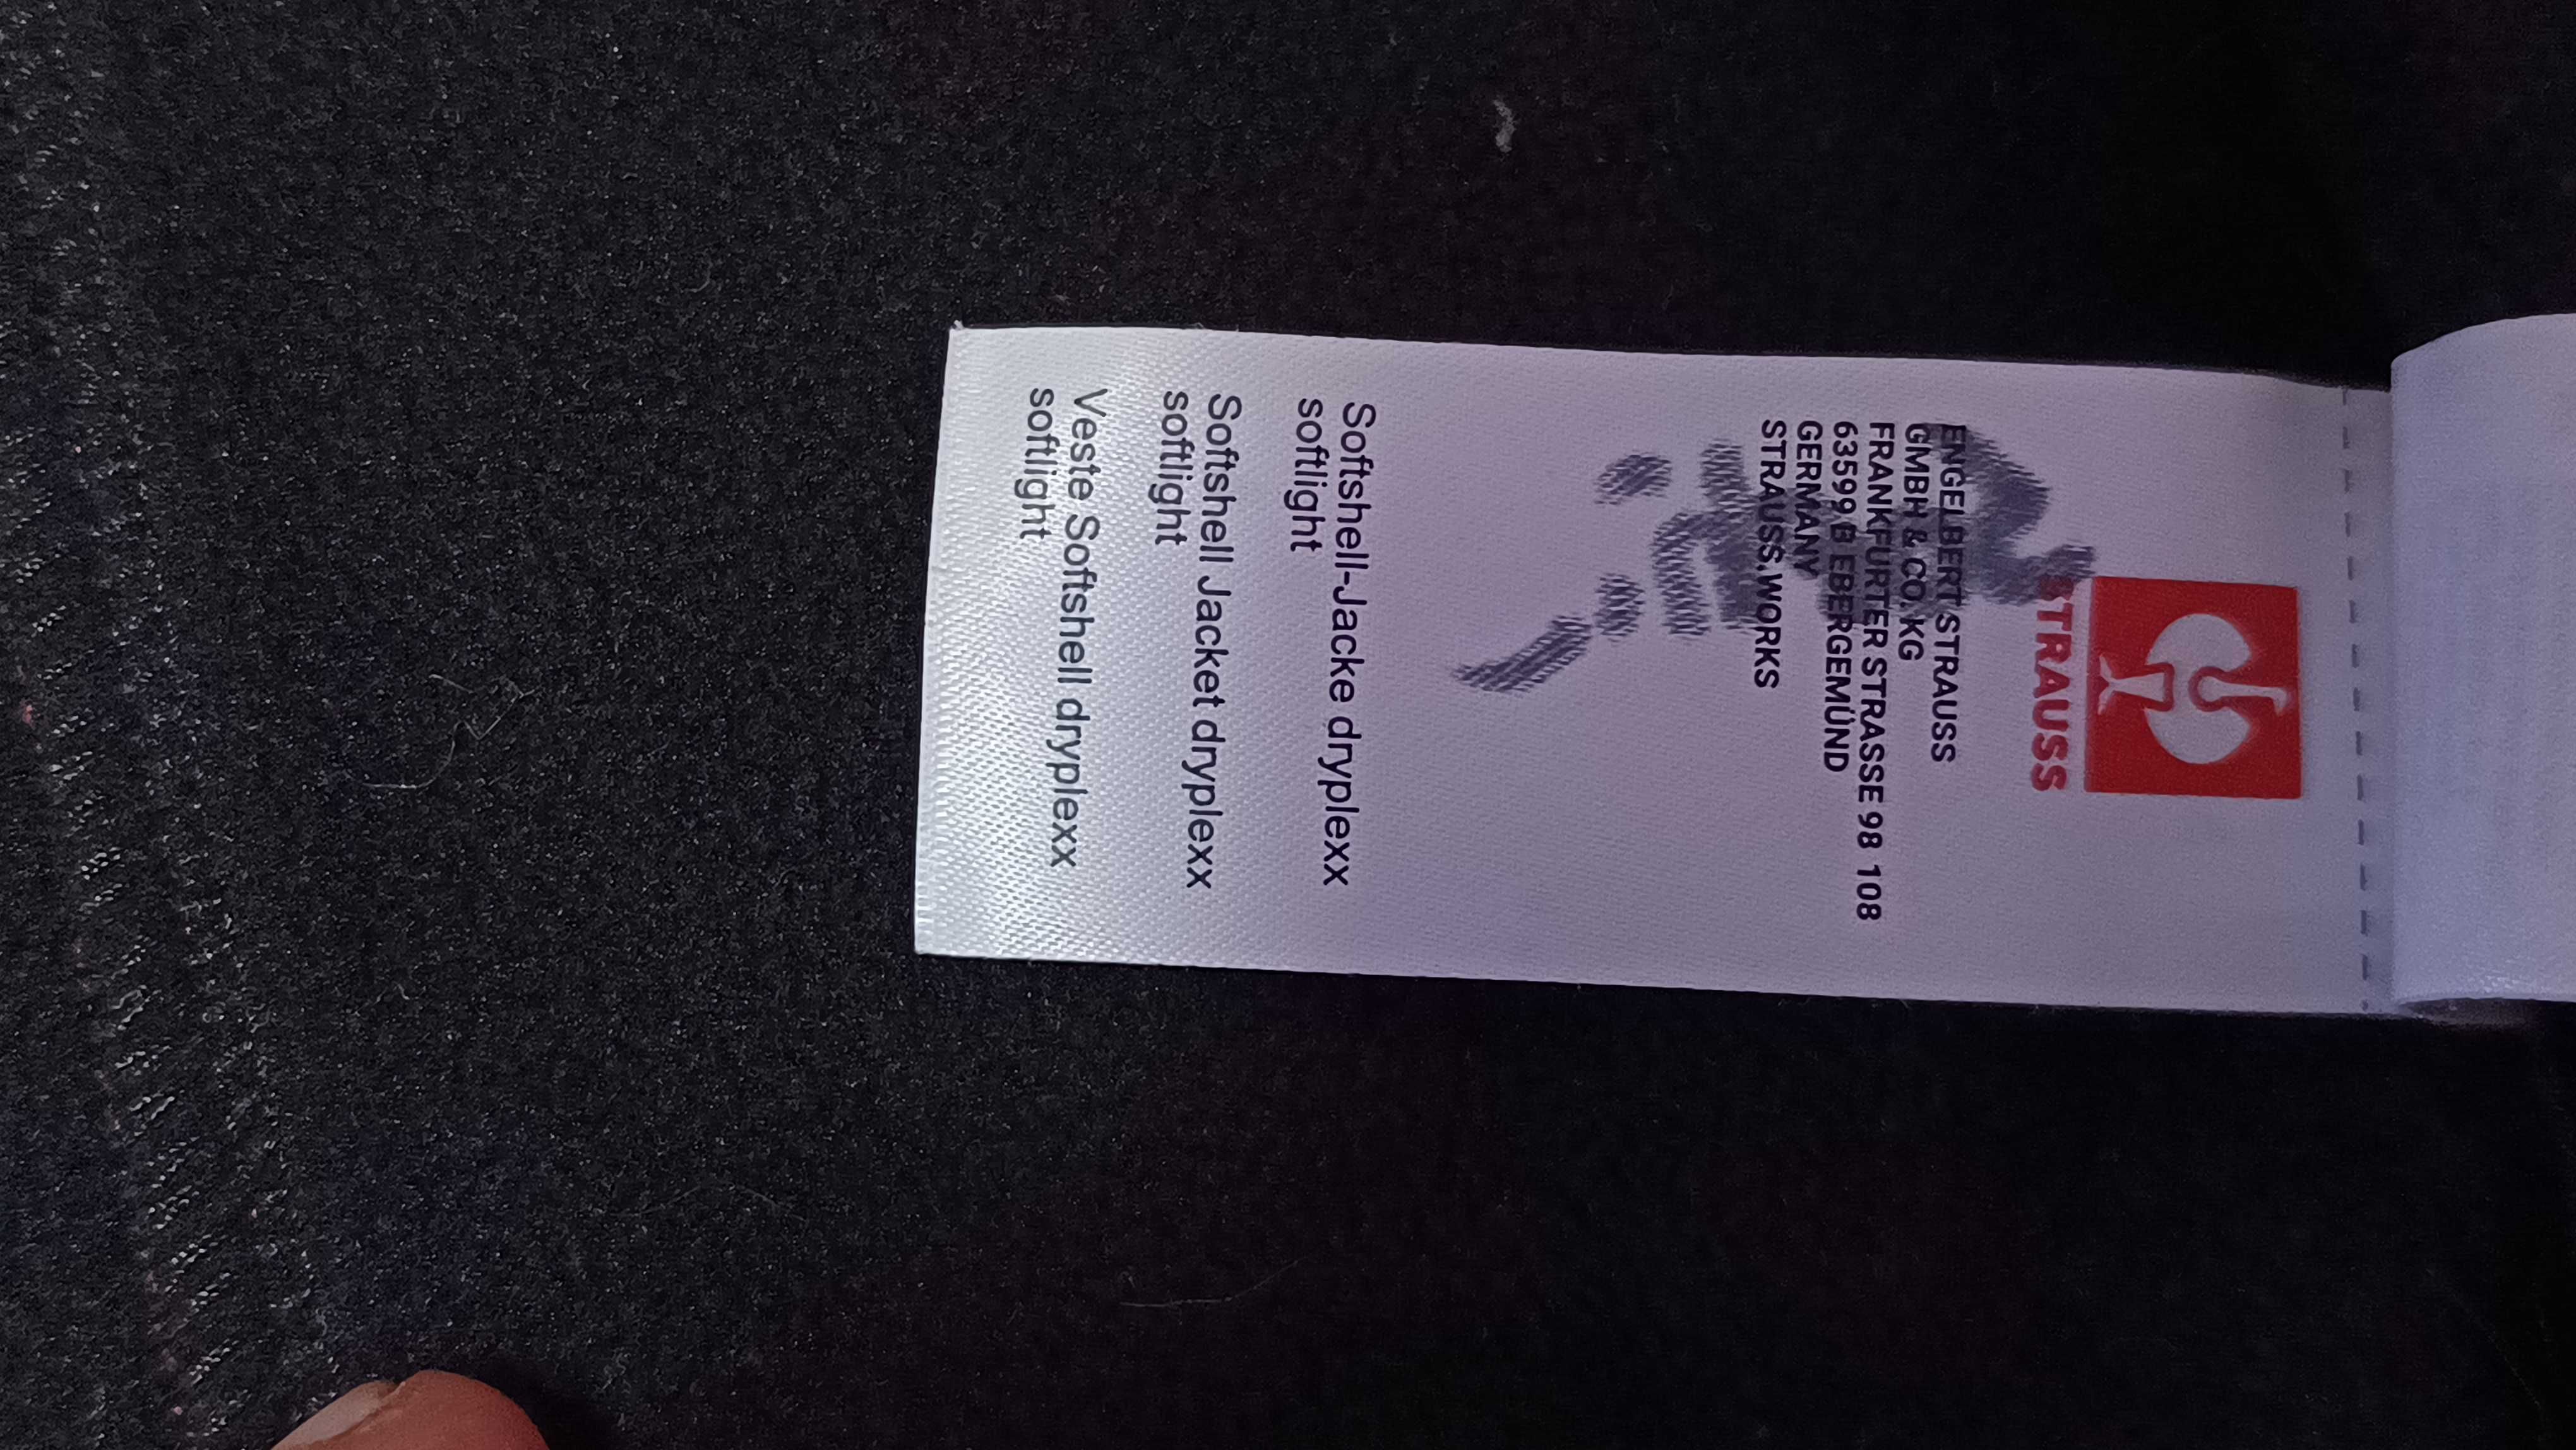 STRAUSS
ENGELBERT STRAUSS
GMBH & CO.KG
FRANKFURTER STRASSE 98 108
63599 B EBERGEMÜND
GERMANY
STRAUSS.WORKS
Softshell-Jacke dryplexx
softlight
Softshell Jacket dryplexx
softlight
Veste Softshell dryplexx
softlight